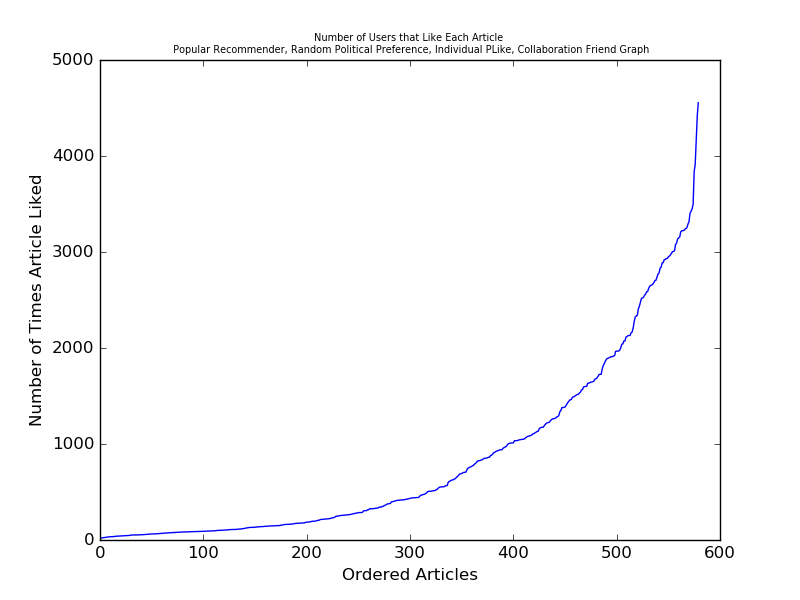 Number of Users that Like Each Article
Popular Recommender, Random Political Preference, Individual PLike, Collaboration Friend Graph
5000
4000
3000
2000
1000
0
Number of Times Article Liked
0 100 200 300 400 500 600
Ordered Articles